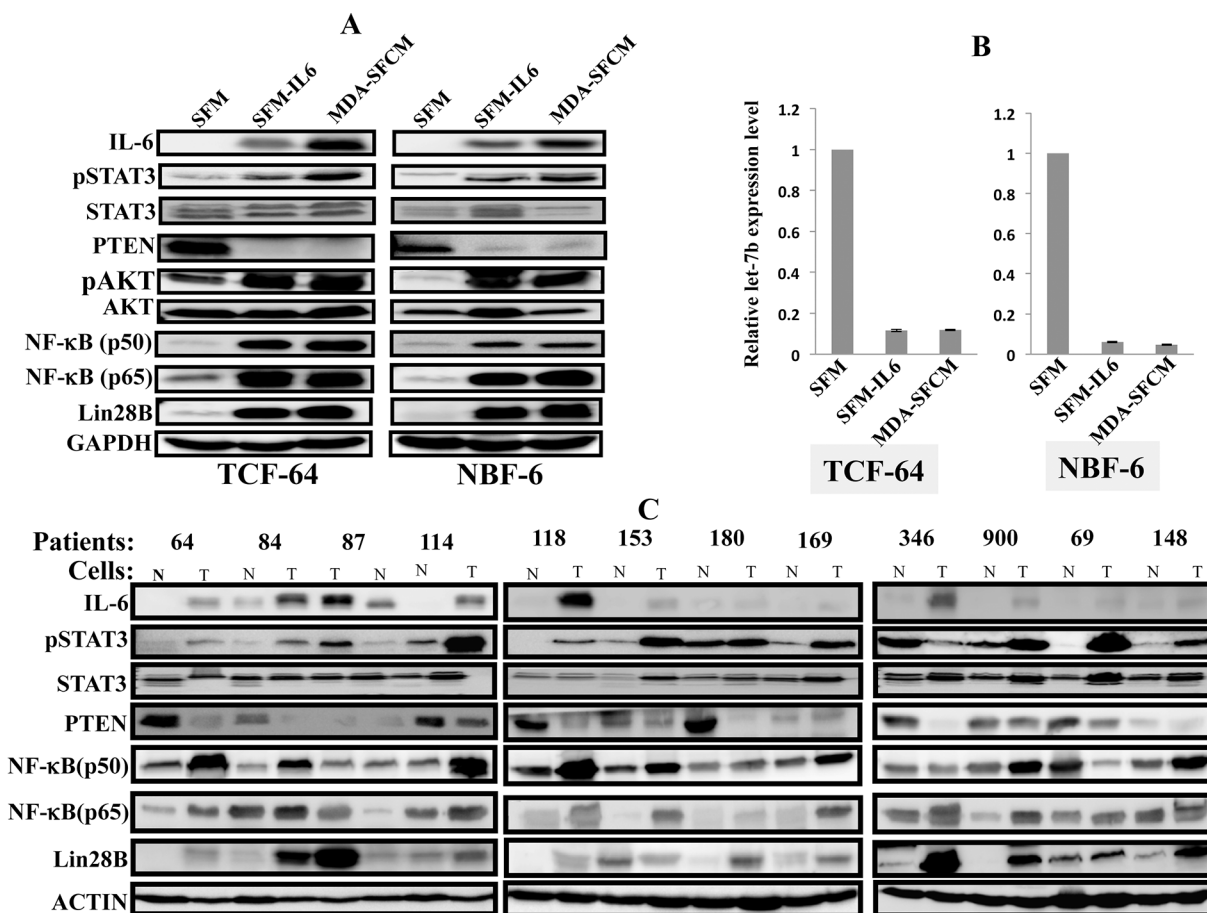 A
SFM SFM-IL6 MDA-SFCM SFM SFM-IL6 MDA-SFCM
IL-6
pSTAT3
STAT3
PTEN
pAKT
AKT
NF-κB (p50)
NF-κB (p65)
Lin28B
GAPDH
TCF-64 NBF-6
B
Relative let-7b expression level
1.2 1.2
1 1
0.8 0.8
0.6 0.6
0.4 0.4
0.2 0.2
0 0
SFM SFM-IL6 MDA-SFCM SFM SFM-IL6 MDA-SFCM
TCF-64 NBF-6
C
Patients: 64 84 87 114 118 153 180 169 346 900 69 148
Cells: N T N T T N N T N T N T N T N T N T N T N T N T
IL-6
pSTAT3
STAT3
PTEN
NF-κB(p50)
NF-κB(p65)
Lin28B
ACTIN